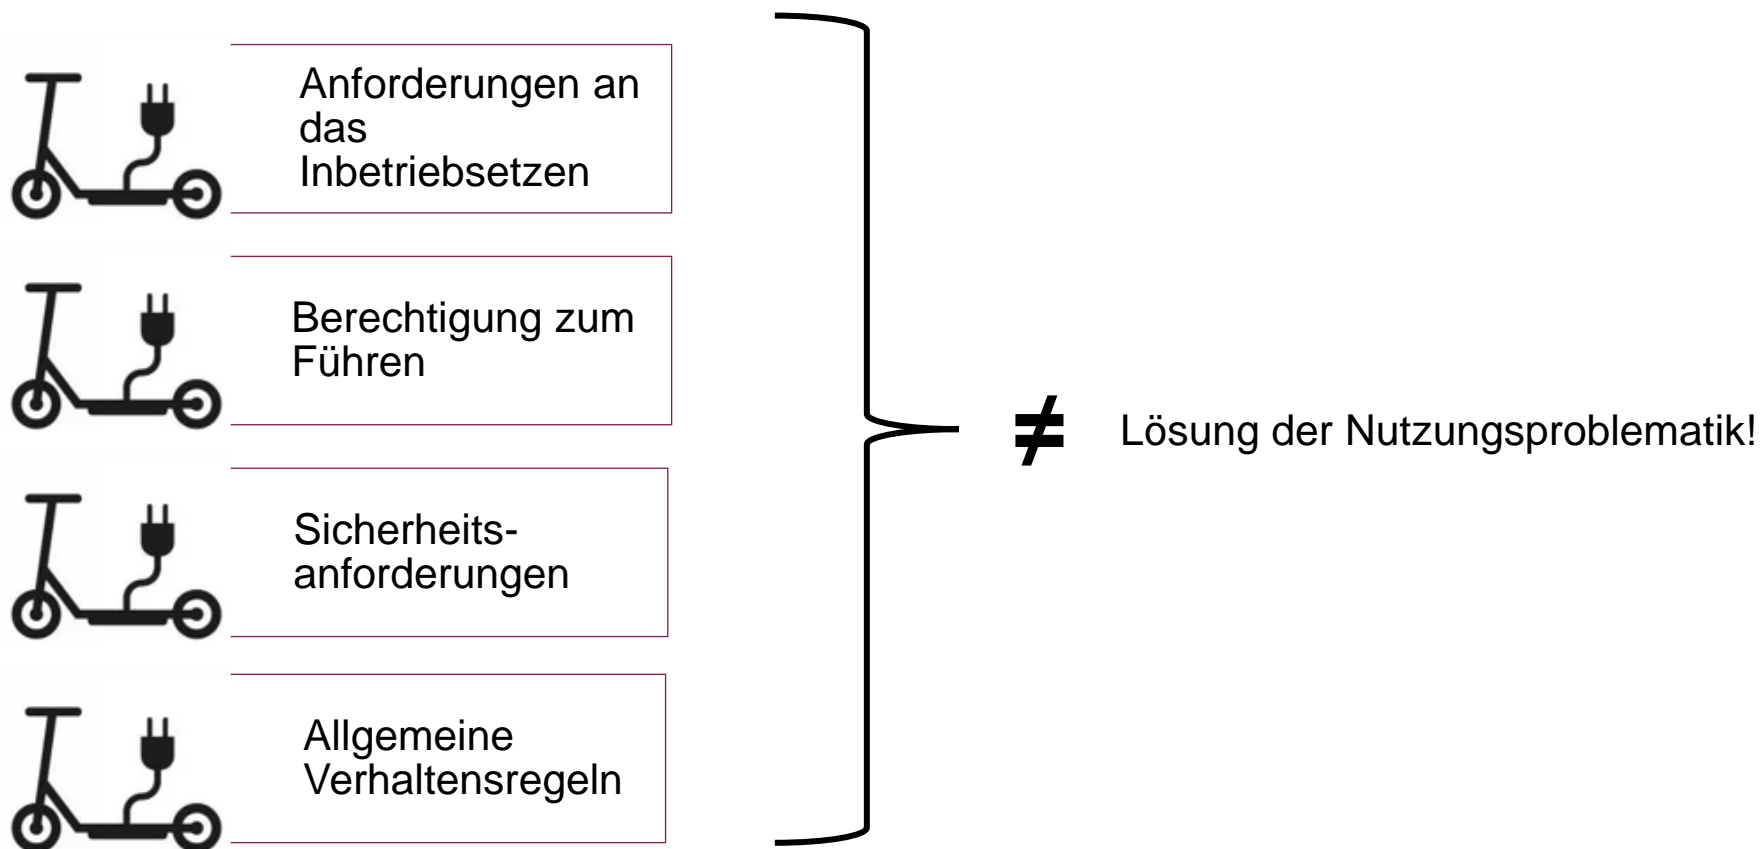 Anforderungen an
das
Inbetriebsetzen
Berechtigung zum
Führen
Sicherheits-
anforderungen
Allgemeine
Verhaltensregeln
≠ Lösung der Nutzungsproblematik!